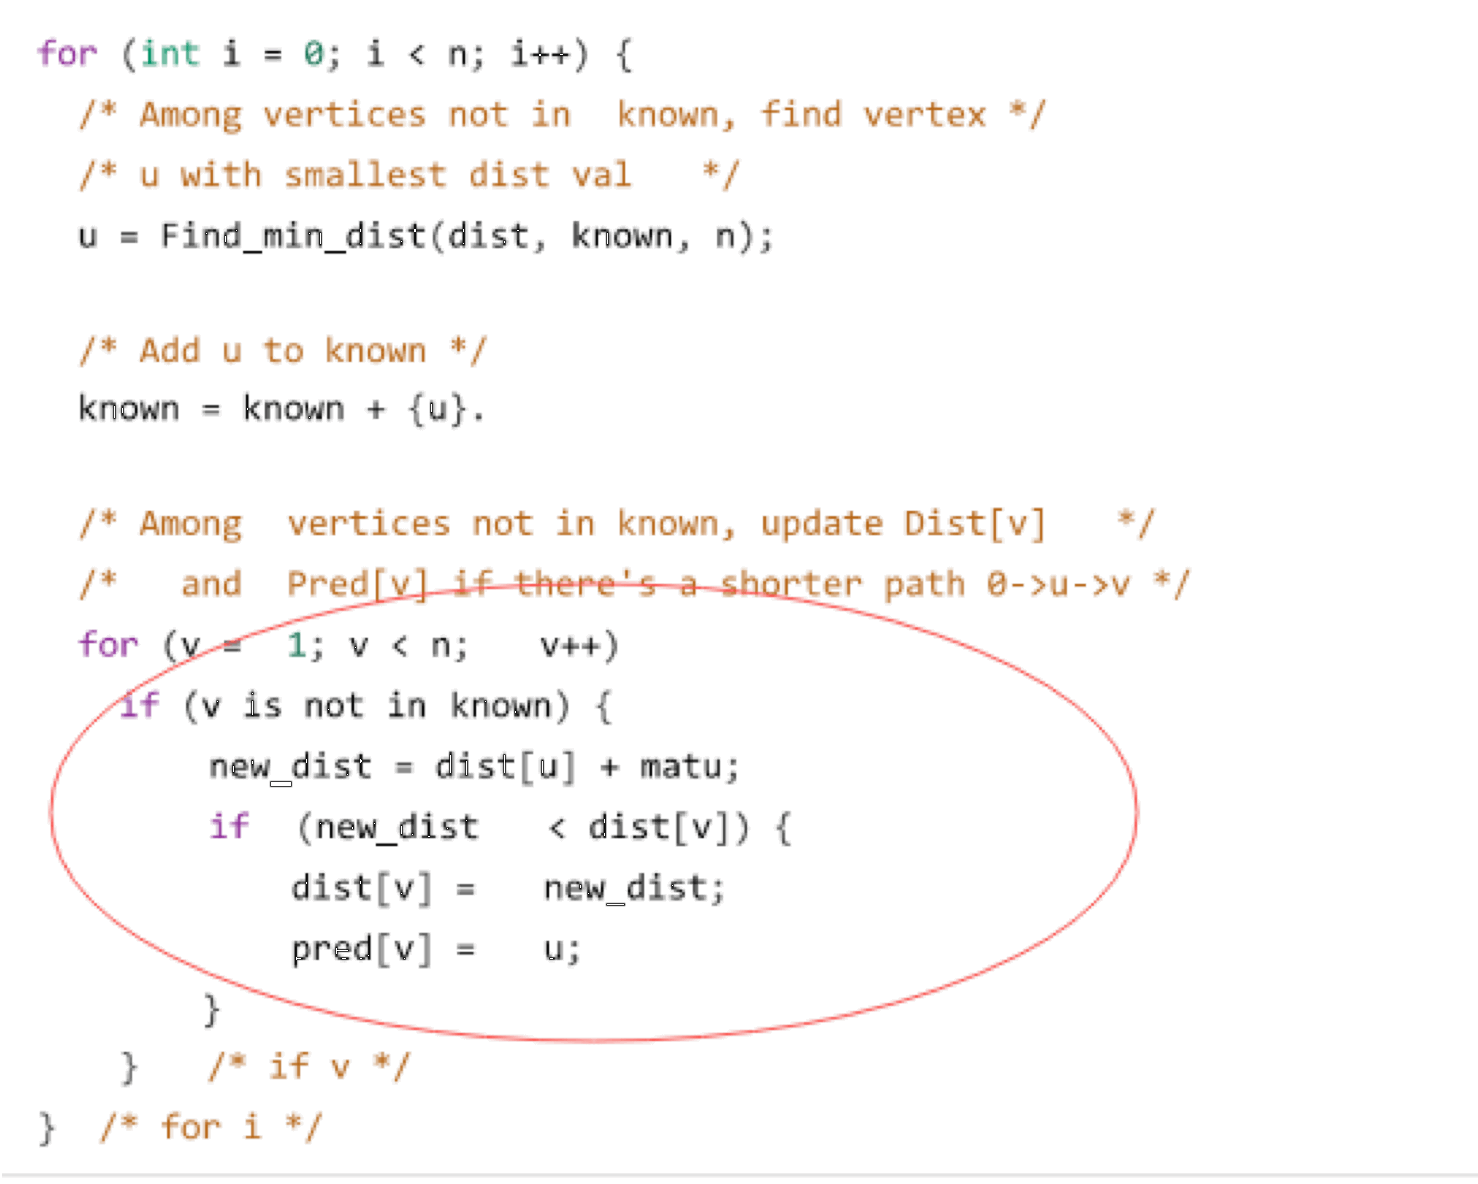 for (int i = 0; i < n; i++) {
/* Among vertices not in known, find vertex */
/* u with smallest dist val */
u = Find_min_dist(dist, known, n);
/* Add u to known */
known = known + {u}.
/* Among vertices not in known, update Dist[v] */
/* and Pred[v] if there's a shorter path 0->u->v */
for (v = 1; v < n; v++)
if (v is not in known) {
new_dist = dist[u] + matu;
if (new_dist < dist[v]) {
dist[v] = new_dist;
pred[v] = u;
}
} /* if v */
} /* for i */